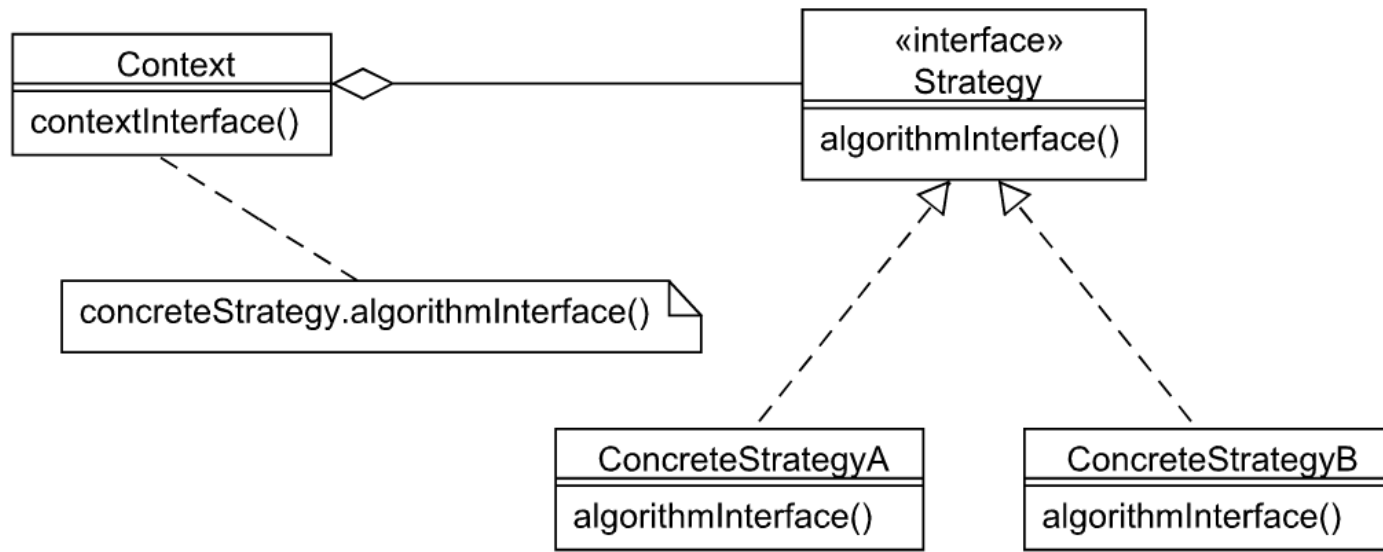 Context
contextInterface()
«interface»
Strategy
algorithmInterface()
concreteStrategy.algorithmInterface()
ConcreteStrategyA
algorithmInterface()
ConcreteStrategyB
algorithmInterface()